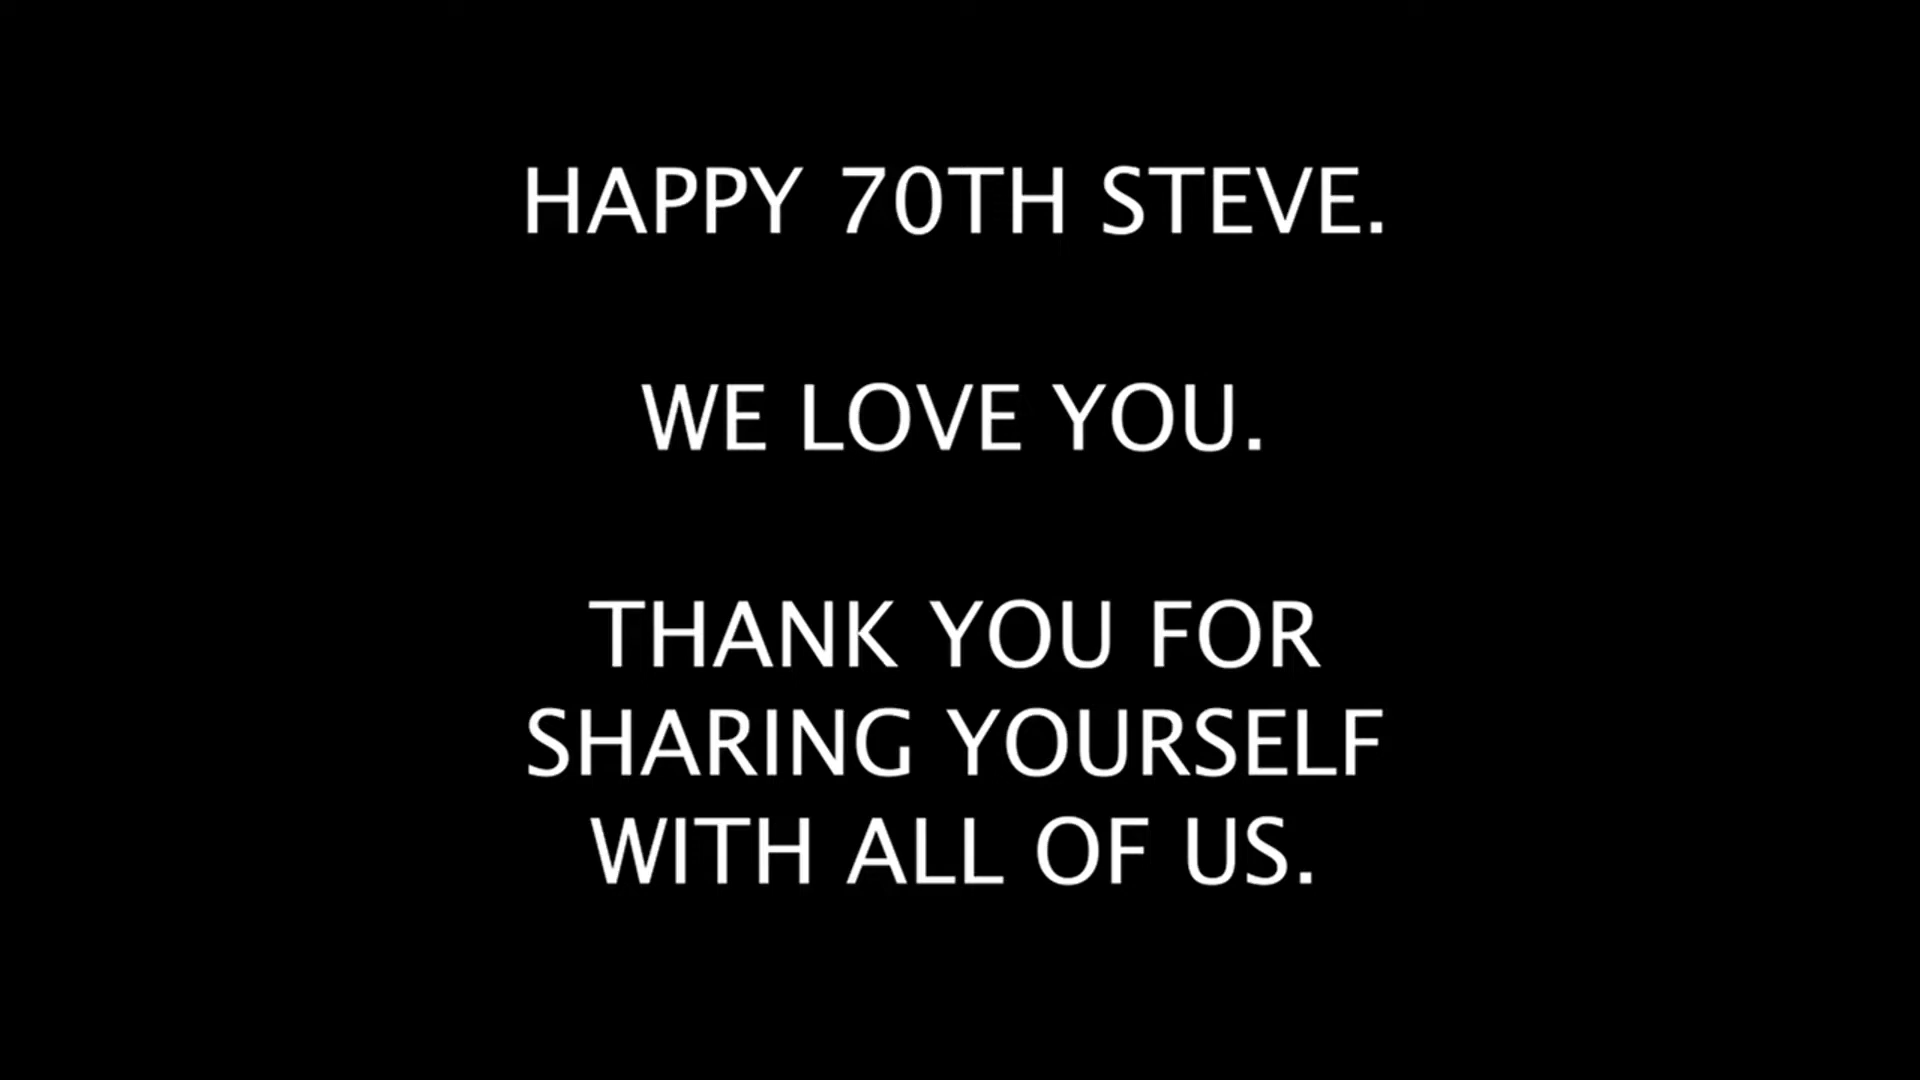 HAPPY 70TH STEVE.
WE LOVE YOU.
THANK YOU FOR
SHARING YOURSELF
WITH ALL OF US.